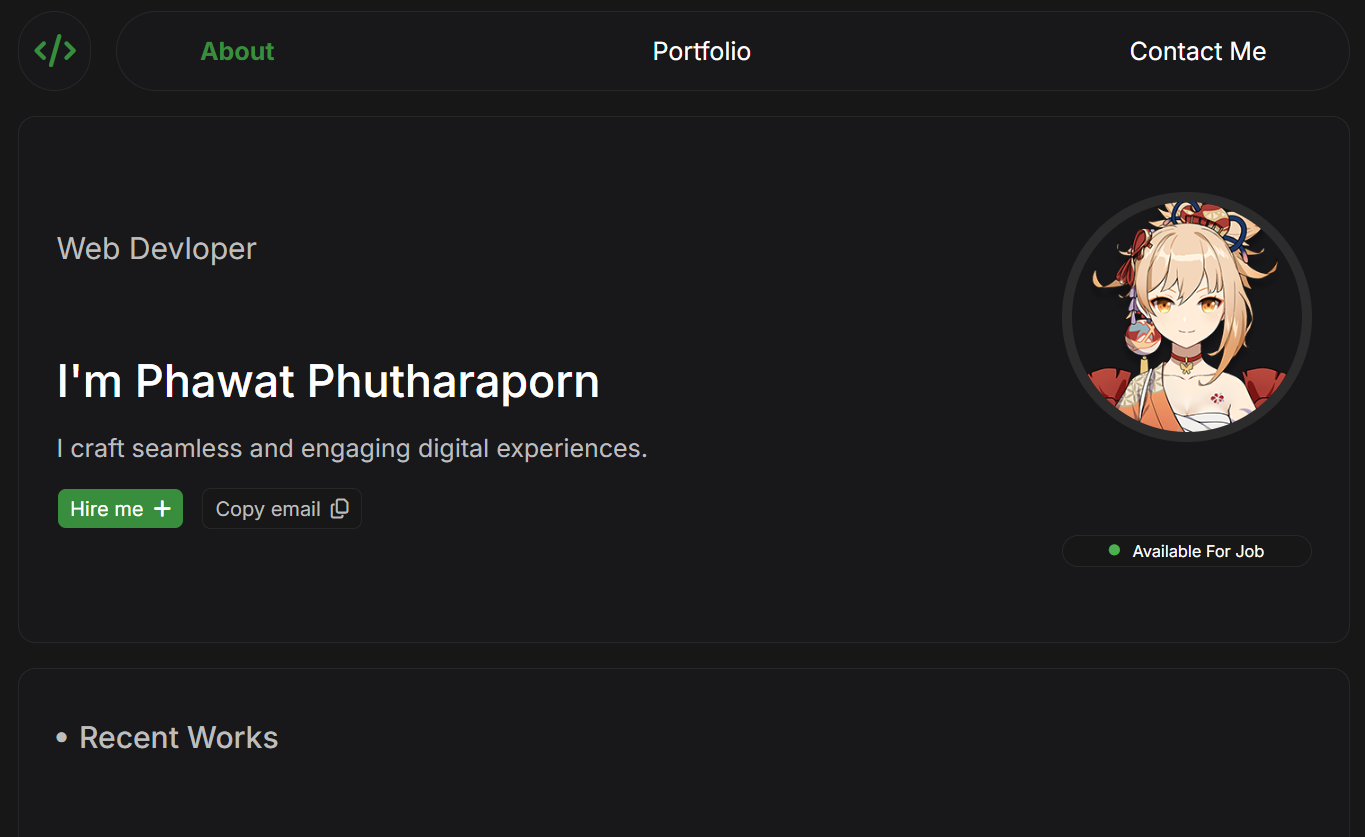 </>
About
Portfolio
Contact Me
Web Devloper
I'm Phawat Phutharaporn
I craft seamless and engaging digital experiences.
Hire me +
Copy email
Available For Job
• Recent Works